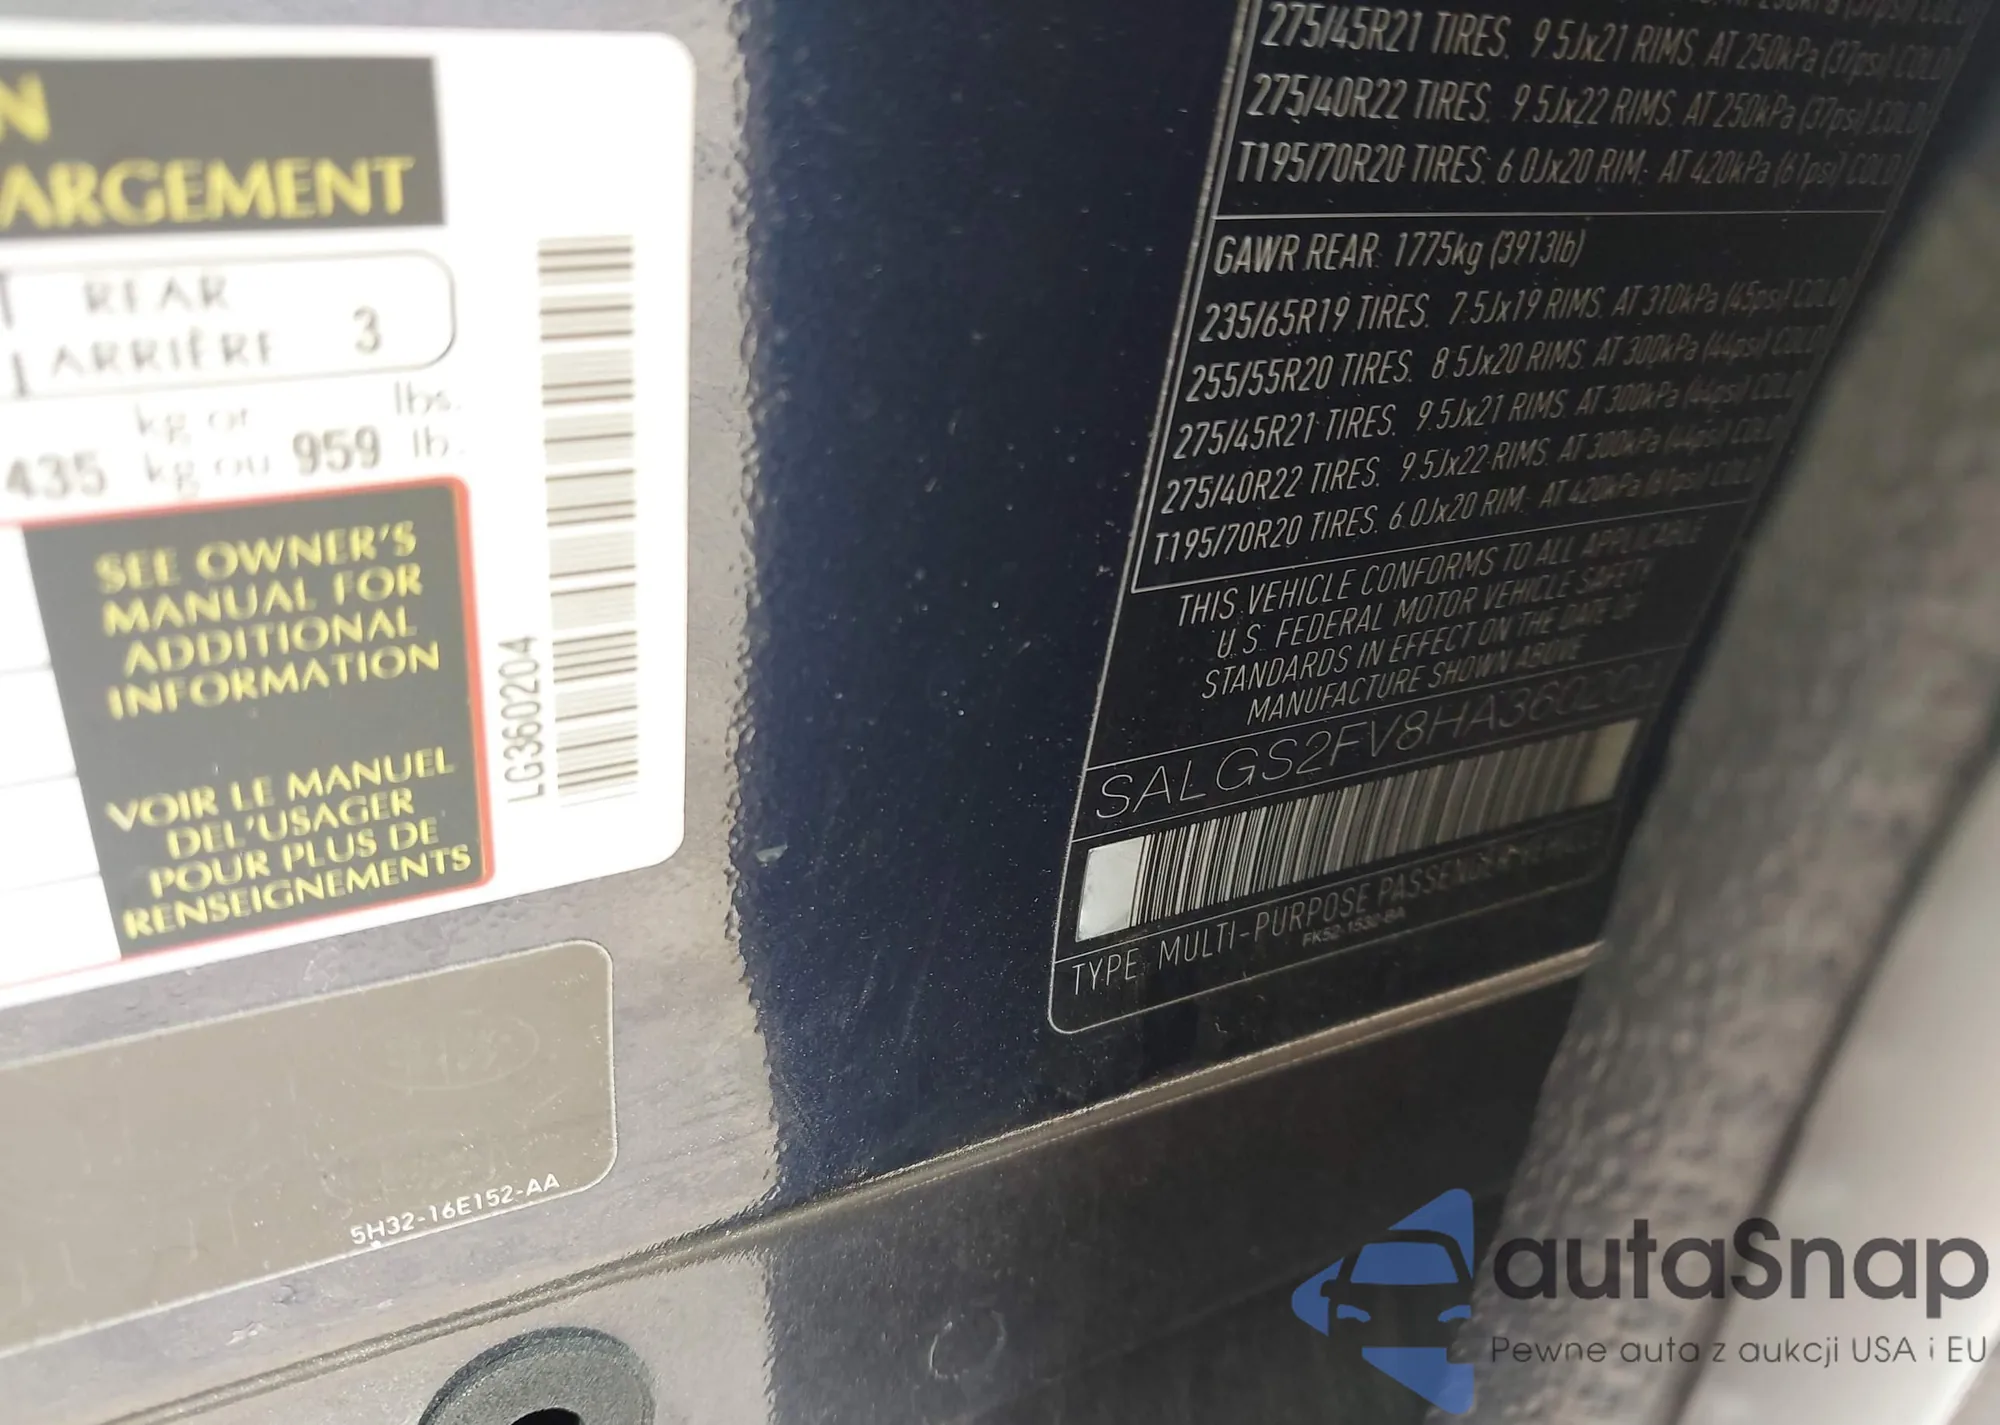 N
ARGEMENT
REAR
ARRIÈRE 3
kg or lbs.
435 kg ou 959 lb.
SEE OWNER'S
MANUAL FOR
ADDITIONAL
INFORMATION
VOIR LE MANUEL
DEL'USAGER
POUR PLUS DE
RENSEIGNEMENTS
LG360204
5H32-16E152-AA
275/45R21 TIRES. 9.5Jx21 RIMS. AT 250kPa (37psi) COLD
275/40R22 TIRES. 9.5Jx22 RIMS. AT 250kPa (37psi) COLD
T195/70R20 TIRES. 6.0Jx20 RIM. AT 420kPa (61psi) COLD
GAWR REAR 1775kg (3913lb)
235/65R19 TIRES. 7.5Jx19 RIMS. AT 310kPa (45psi) COLD
255/55R20 TIRES. 8.5Jx20 RIMS. AT 300kPa (44psi) COLD
275/45R21 TIRES. 9.5Jx21 RIMS. AT 300kPa (44psi) COLD
275/40R22 TIRES. 9.5Jx22 RIMS. AT 300kPa (44psi) COLD
T195/70R20 TIRES. 6.0Jx20 RIM. AT 420kPa (61psi) COLD
THIS VEHICLE CONFORMS TO ALL APPLICABLE
U.S. FEDERAL MOTOR VEHICLE SAFETY
STANDARDS IN EFFECT ON THE DATE OF
MANUFACTURE SHOWN ABOVE
SALGS2FV8HA360204
TYPE MULTI-PURPOSE PASSENGER VEHICLE
FK52-1532-BA
autaSnap
Pewne auta z aukcji USA i EU